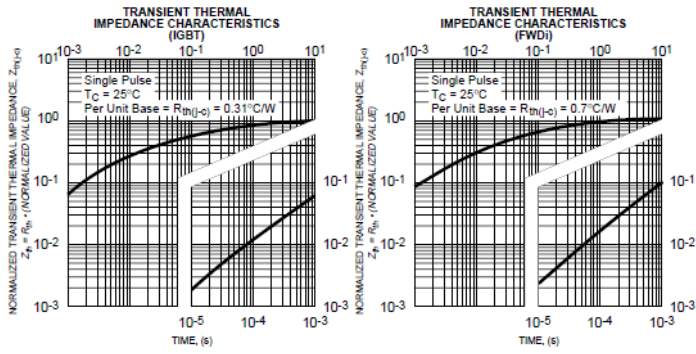 TRANSIENT THERMAL
IMPEDANCE CHARACTERISTICS
(IGBT)
10-3 10-2 10-1 100 101
101
100
10-1
10-2
10-3
NORMALIZED TRANSIENT THERMAL IMPEDANCE, Zth(j-c)
Zth = Rth • (NORMALIZED VALUE)
Single Pulse
TC = 25°C
Per Unit Base = Rth(j-c) = 0.31°C/W
10-1
10-2
10-3
10-5 10-4 10-3
TIME, (s)
TRANSIENT THERMAL
IMPEDANCE CHARACTERISTICS
(FWDi)
10-3 10-2 10-1 100 101
101
100
10-1
10-2
10-3
NORMALIZED TRANSIENT THERMAL IMPEDANCE, Zth(j-c)
Zth = Rth • (NORMALIZED VALUE)
Single Pulse
TC = 25°C
Per Unit Base = Rth(j-c) = 0.7°C/W
10-1
10-2
10-3
10-5 10-4 10-3
TIME, (s)